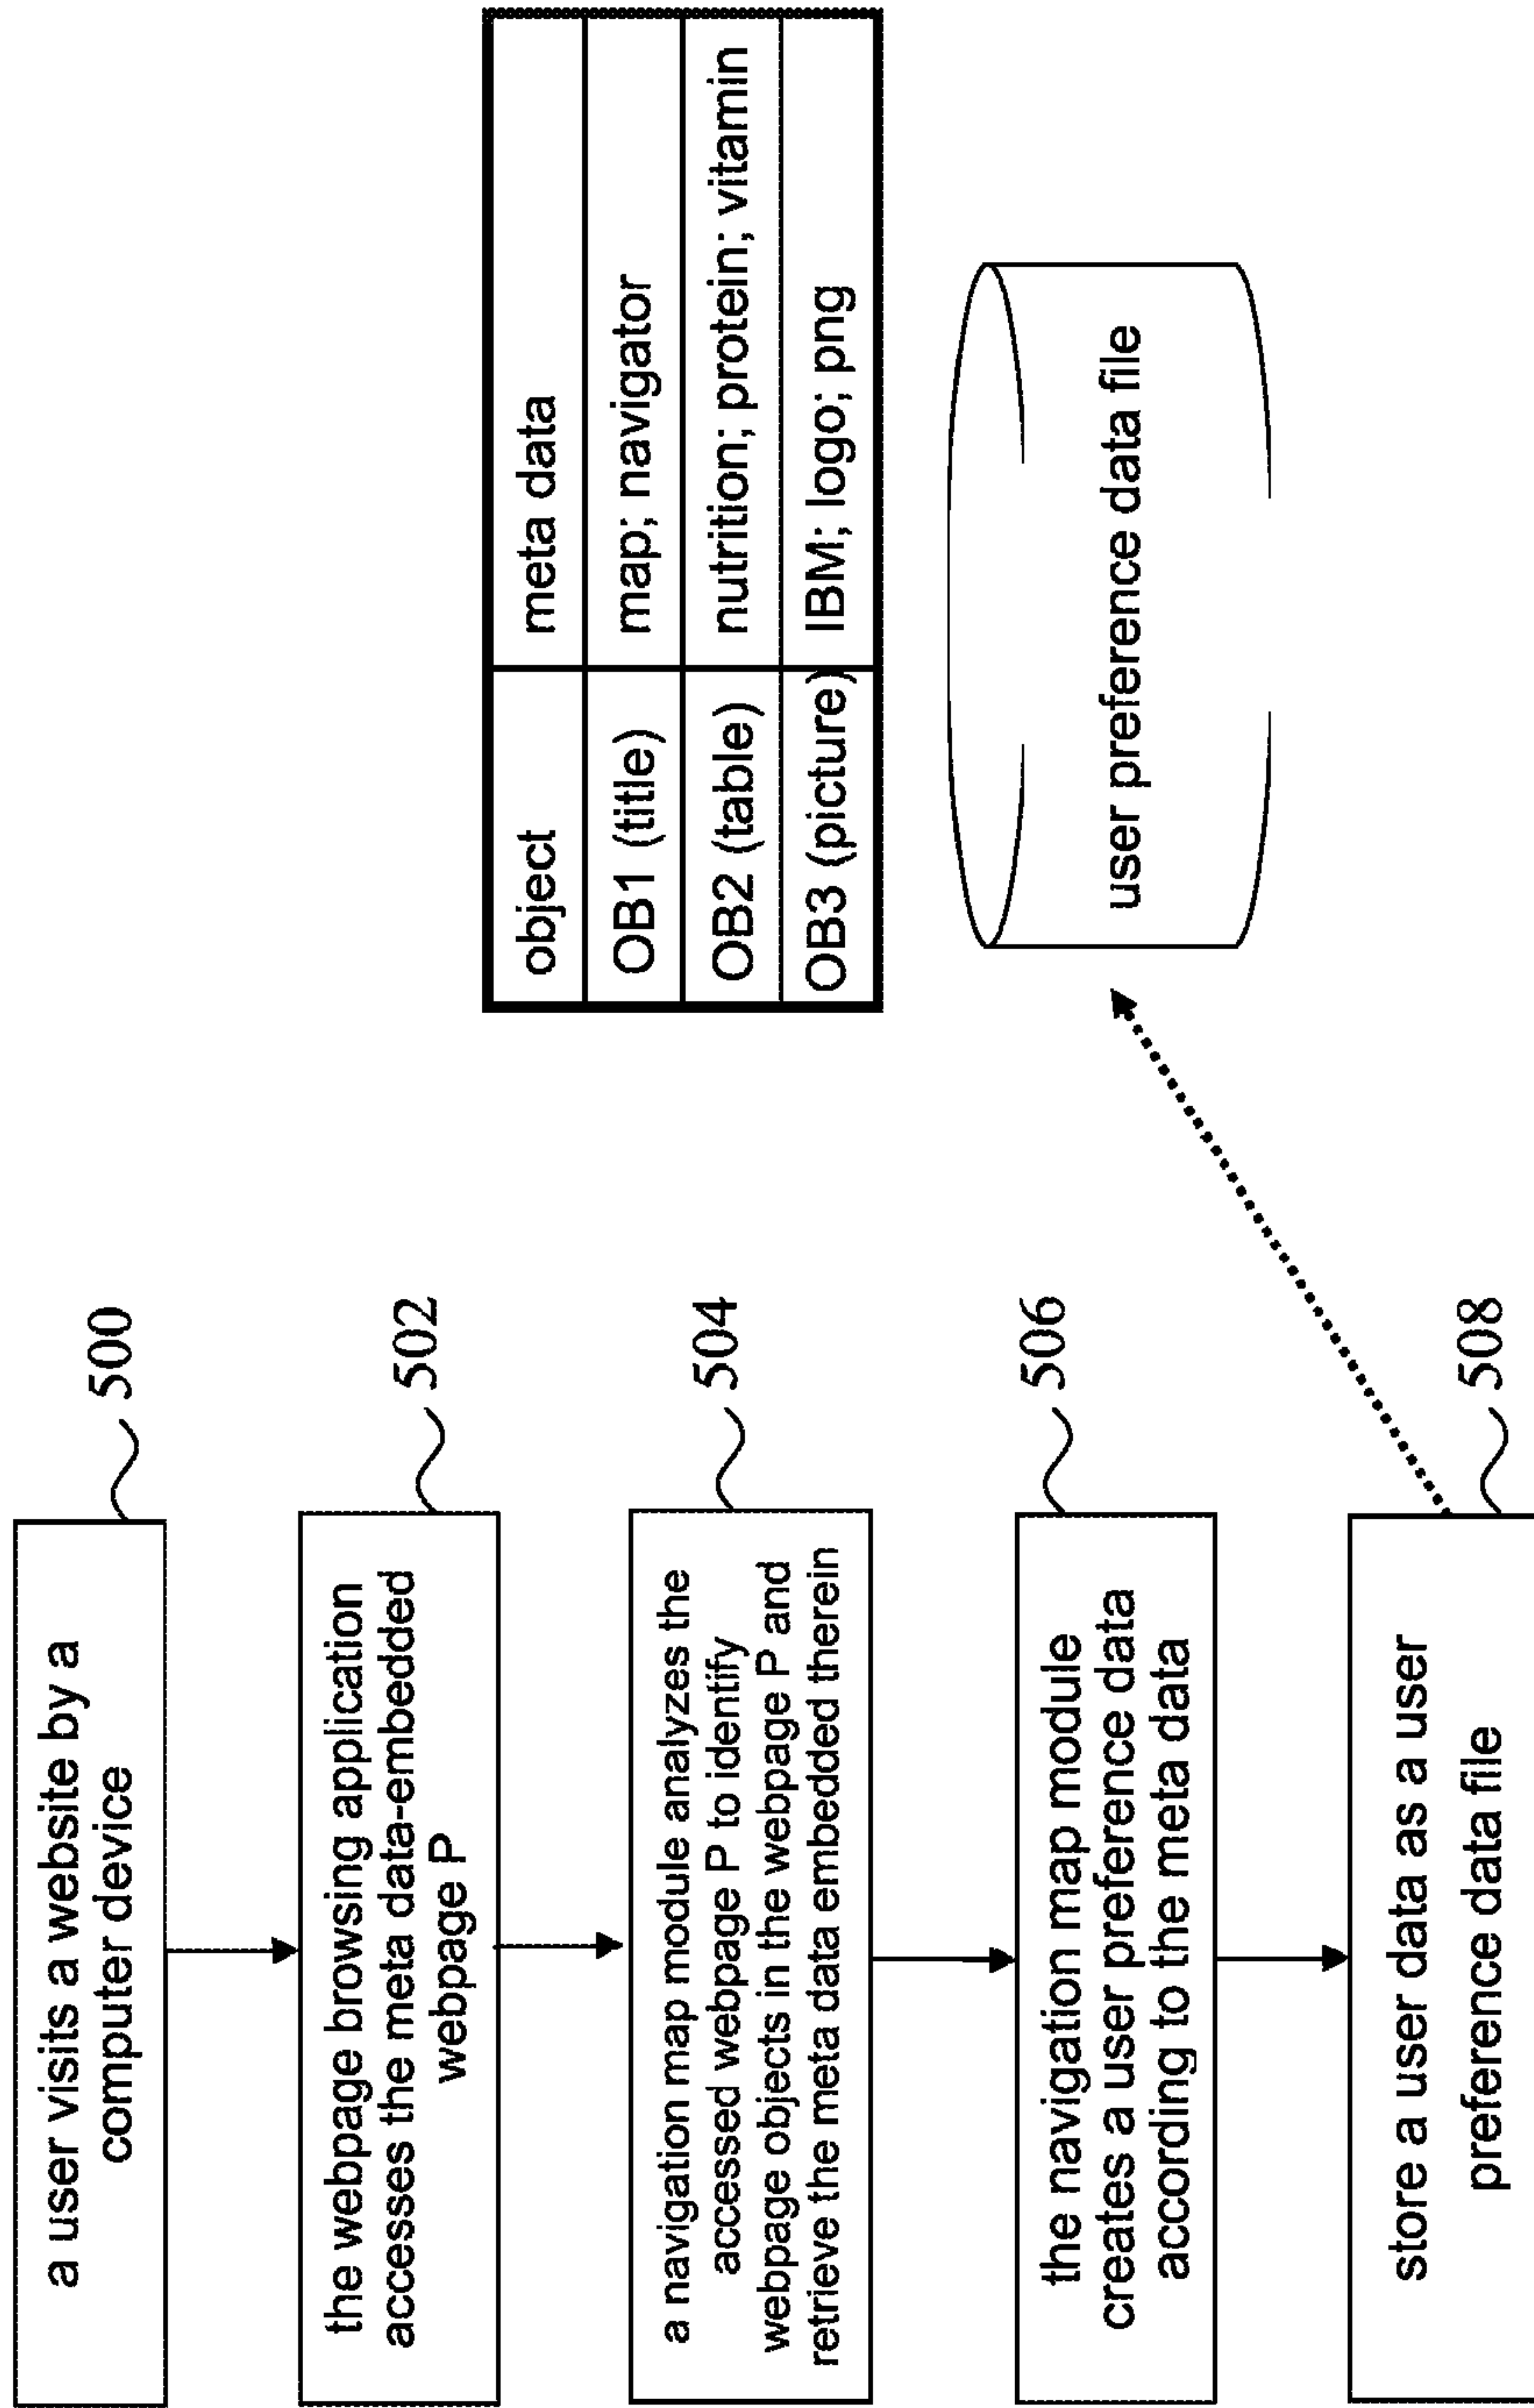 a user visits a website by a
computer device
500
the webpage browsing application
accesses the meta data-embedded
webpage P
502
a navigation map module analyzes the
accessed webpage P to identify
webpage objects in the webpage P and
retrieve the meta data embedded therein
504
the navigation map module
creates a user preference data
according to the meta data
506
store a user data as a user
preference data file
508
object meta data
OB1 (title) map; navigator
OB2 (table) nutrition; protein; vitamin
OB3 (picture) IBM; logo; png
user preference data file